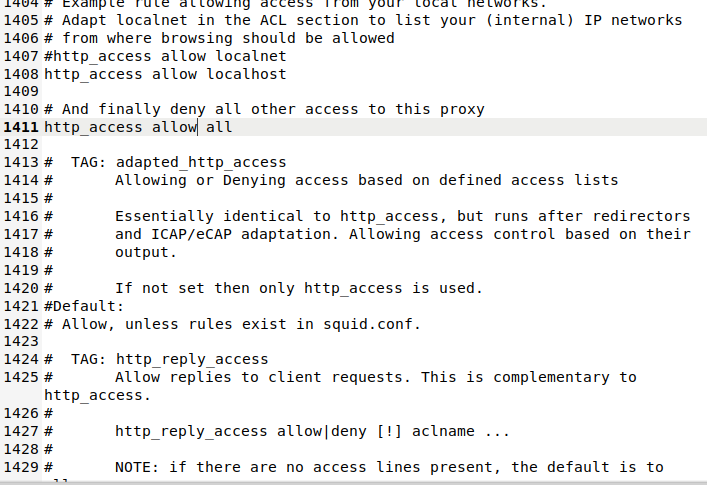 1404 # Example rule allowing access from your local networks.
1405 # Adapt localnet in the ACL section to list your (internal) IP networks
1406 # from where browsing should be allowed
1407 #http_access allow localnet
1408 http_access allow localhost
1409
1410 # And finally deny all other access to this proxy
1411 http_access allow all
1412
1413 #  TAG: adapted_http_access
1414 #       Allowing or Denying access based on defined access lists
1415 #
1416 #       Essentially identical to http_access, but runs after redirectors
1417 #       and ICAP/eCAP adaptation. Allowing access control based on their
1418 #       output.
1419 #
1420 #       If not set then only http_access is used.
1421 #Default:
1422 # Allow, unless rules exist in squid.conf.
1423
1424 #  TAG: http_reply_access
1425 #       Allow replies to client requests. This is complementary to
http_access.
1426 #
1427 #       http_reply_access allow|deny [!] aclname ...
1428 #
1429 #       NOTE: if there are no access lines present, the default is to